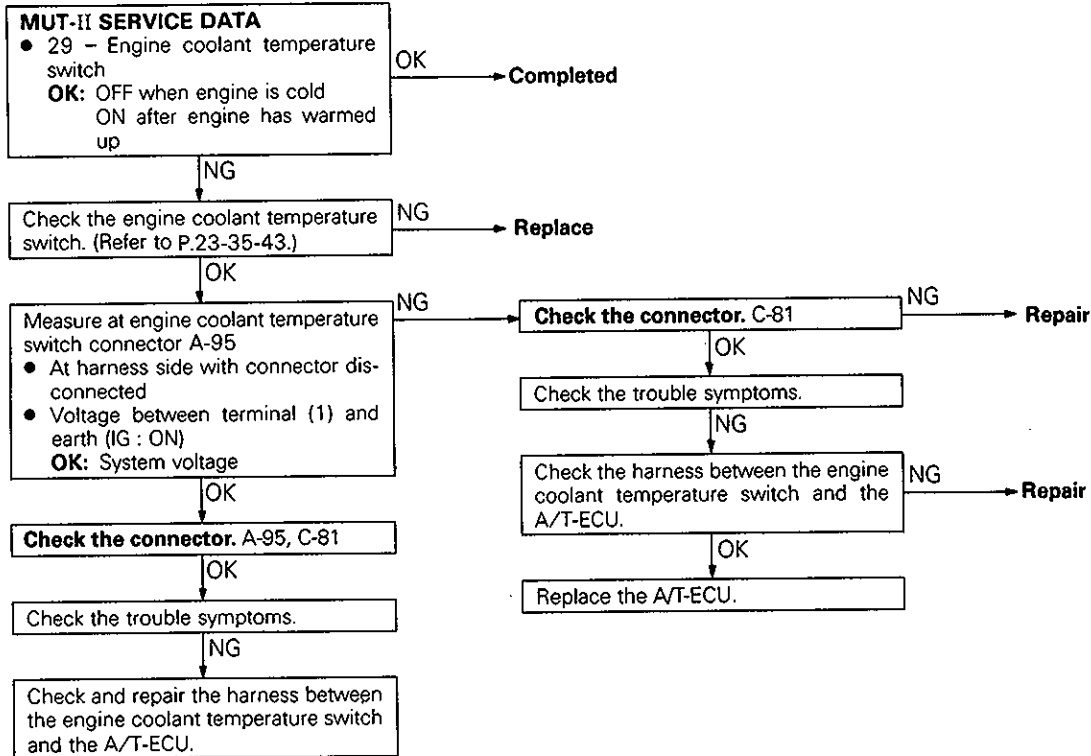 MUT-II SERVICE DATA
● 29 – Engine coolant temperature
switch
OK: OFF when engine is cold
ON after engine has warmed
up
OK
Completed
NG
Check the engine coolant temperature
switch. (Refer to P.23-35-43.)
NG
Replace
OK
Measure at engine coolant temperature
switch connector A-95
● At harness side with connector dis-
connected
● Voltage between terminal (1) and
earth (IG : ON)
OK: System voltage
NG
Check the connector. C-81
NG
Repair
OK
Check the trouble symptoms.
NG
Check the harness between the engine
coolant temperature switch and the
A/T-ECU.
NG
Repair
OK
Replace the A/T-ECU.
OK
Check the connector. A-95, C-81
OK
Check the trouble symptoms.
NG
Check and repair the harness between
the engine coolant temperature switch
and the A/T-ECU.